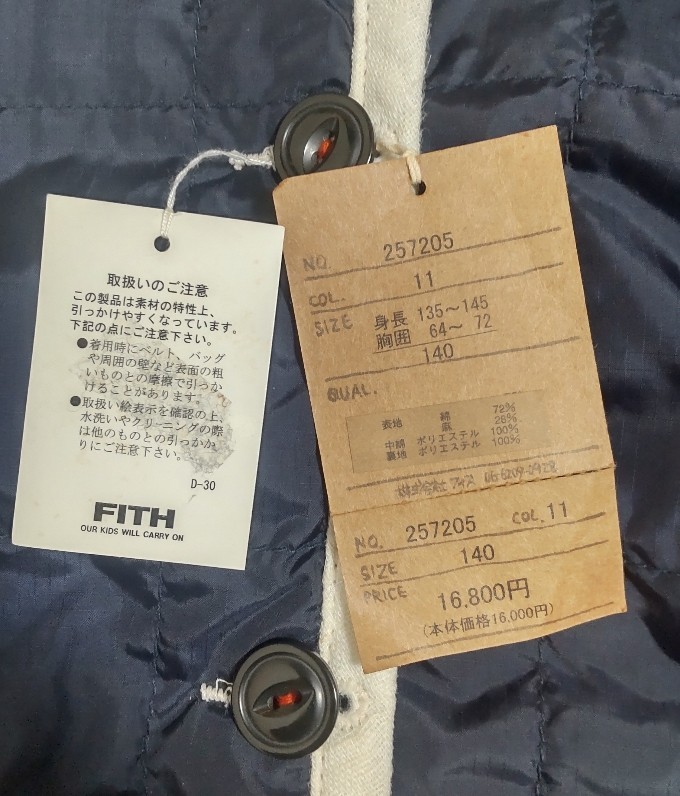 取扱いのご注意
この製品は素材の特性上、
引っかけやすくなっています。
下記の点にご注意下さい。
●着用時にベルト、バッグ
や周囲の壁など表面の粗
いものとの摩擦で引っか
けることがあります。
●取扱い絵表示を確認の上、
水洗いやクリーニングの際
は他のものとの引っかか
りにご注意下さい。
D-30
FITH
OUR KIDS WILL CARRY ON
NO. 257205
COL. 11
SIZE 身長 135〜145
胸囲 64〜 72
140
QUAL.
表地 綿 72%
麻 28%
中綿 ポリエステル 100%
裏地 ポリエステル 100%
株式会社アイス 06-6209-0928
NO. 257205 COL. 11
SIZE 140
PRICE 16,800円
(本体価格16,000円)